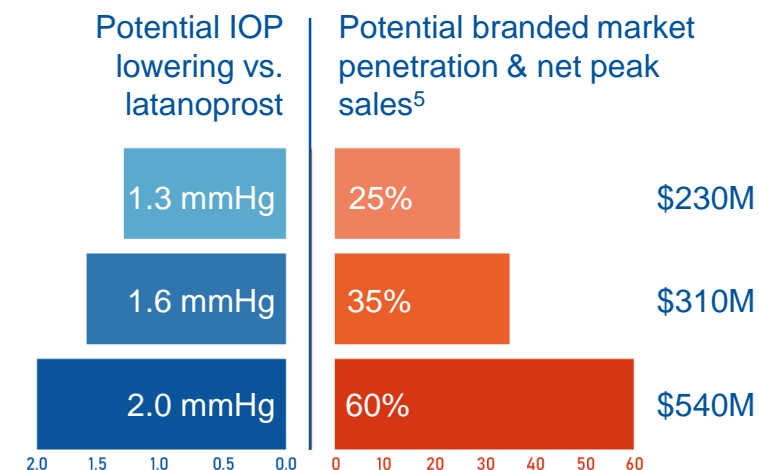 Potential IOP
lowering vs.
latanoprost
Potential branded market
penetration & net peak
sales⁵
1.3 mmHg
25%
$230M
1.6 mmHg
35%
$310M
2.0 mmHg
60%
$540M
2.0 1.5 1.0 0.5 0.0
0 10 20 30 40 50 60